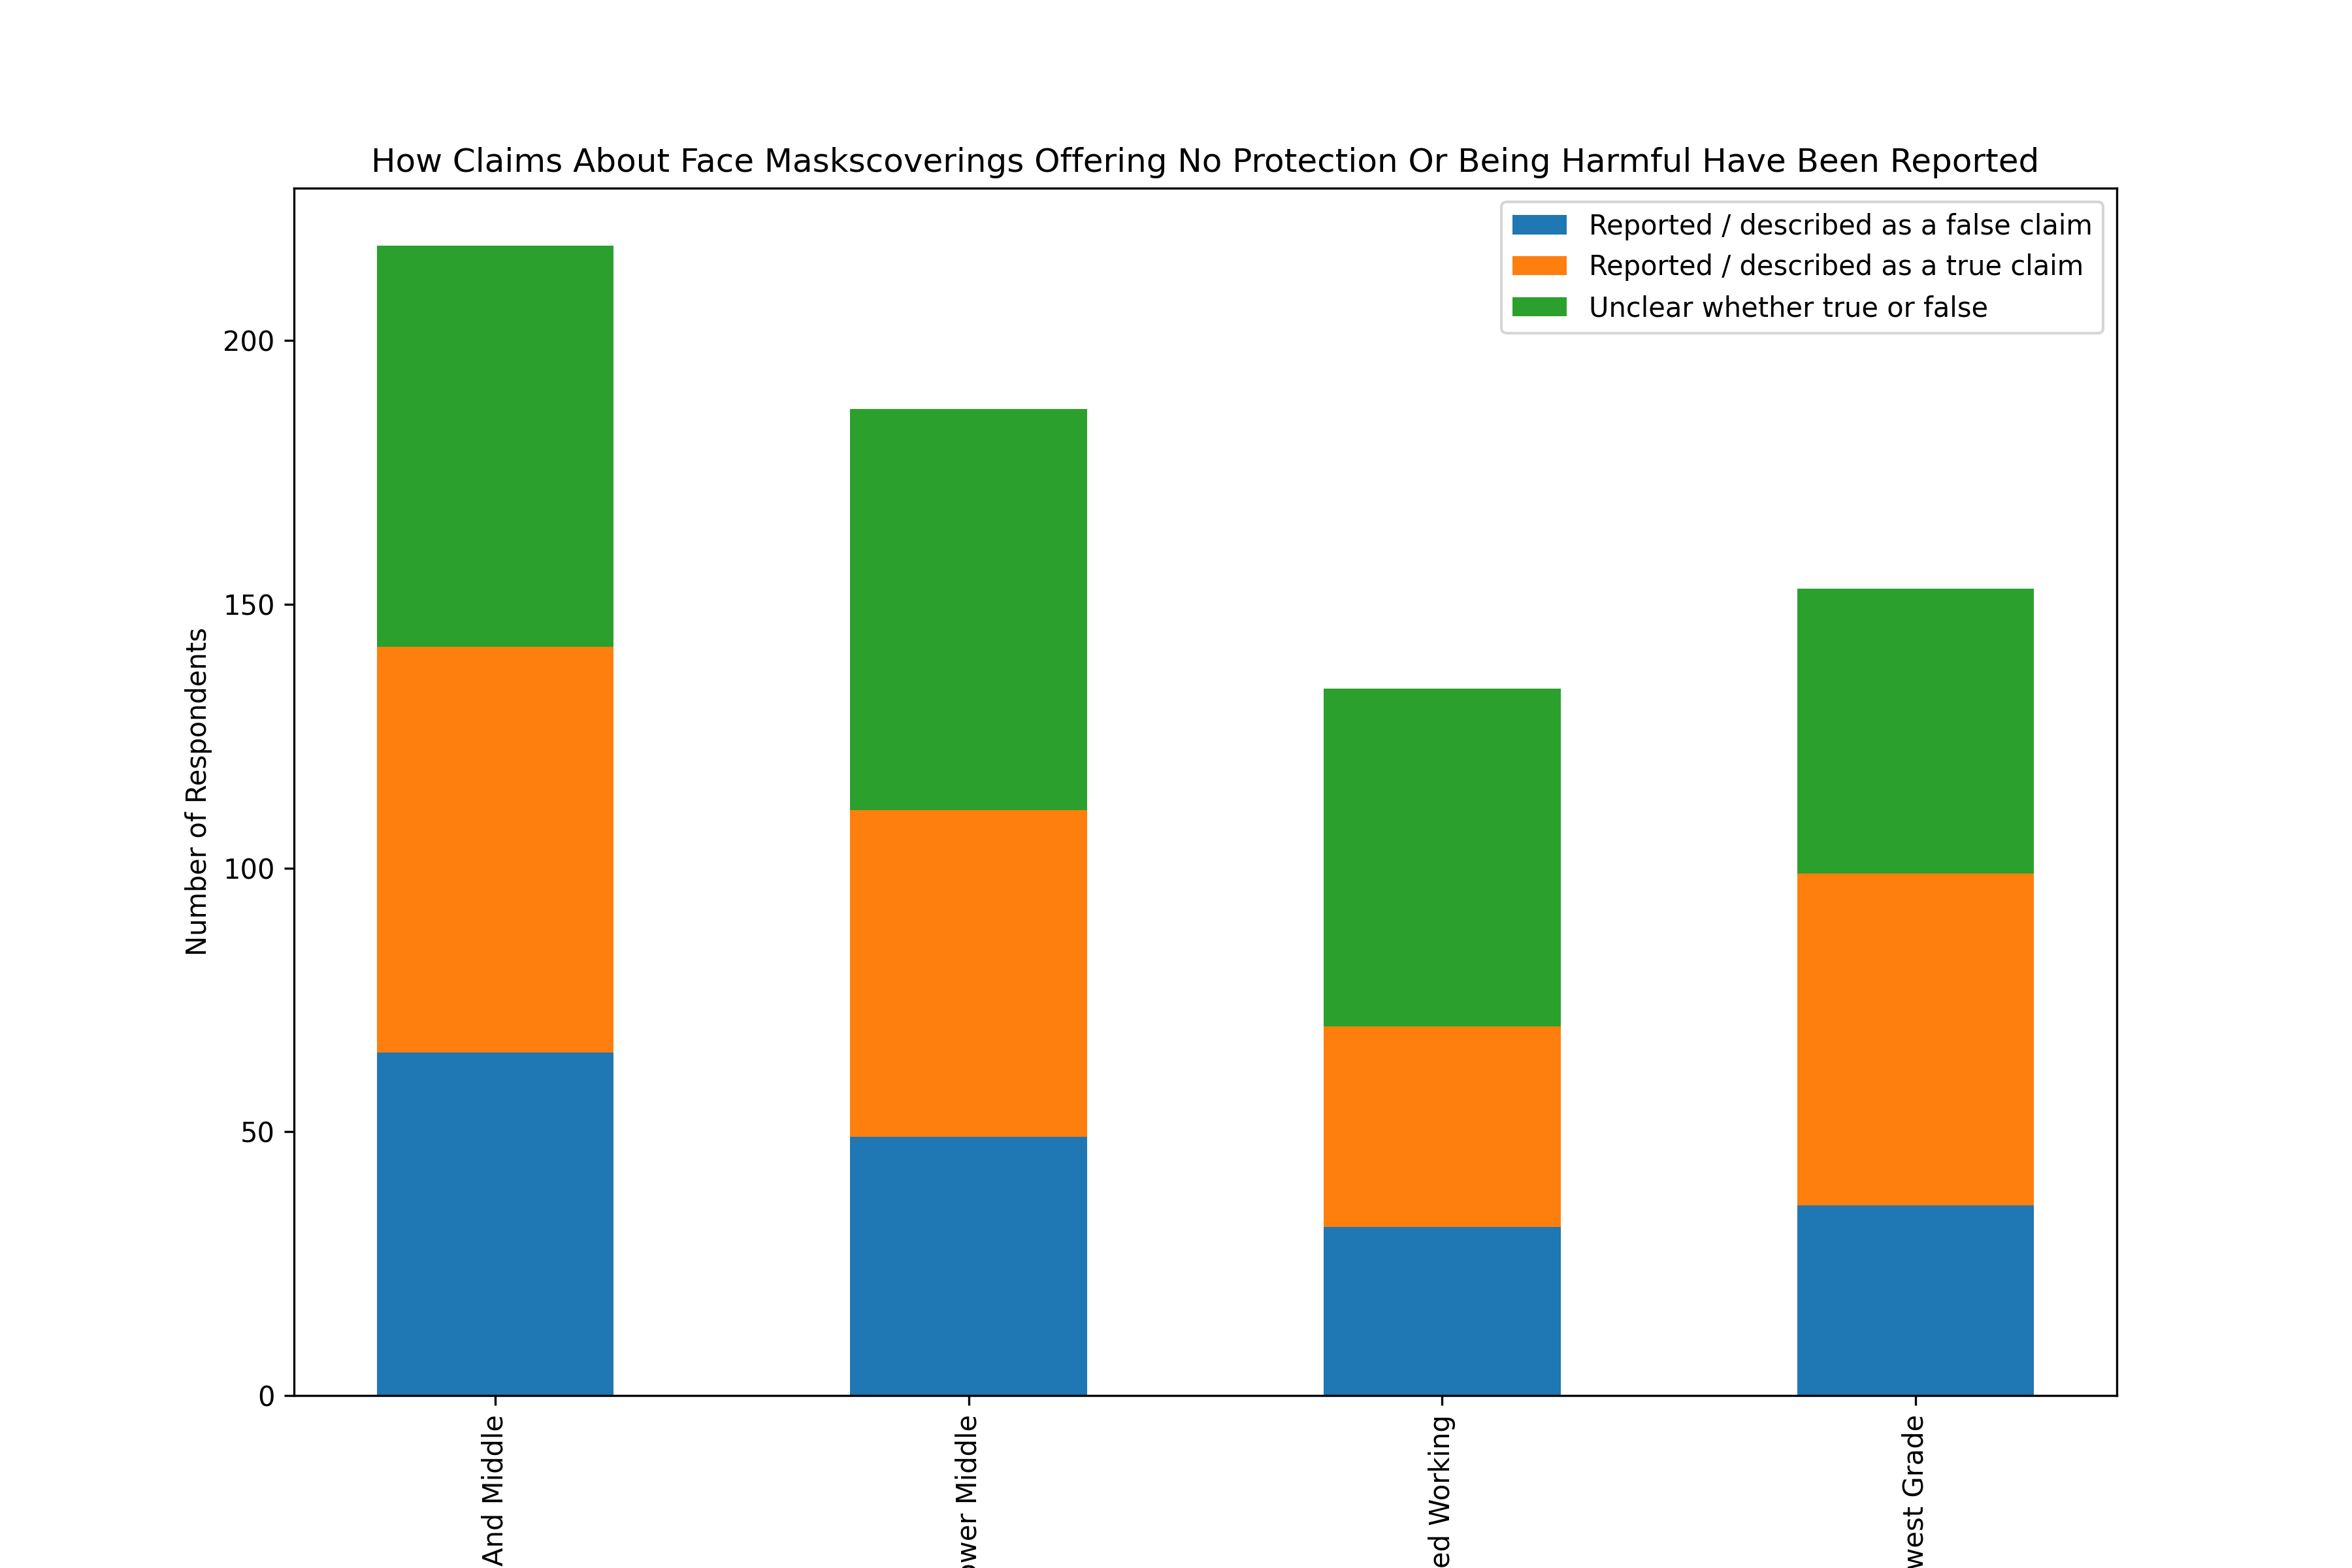 How Claims About Face Maskscoverings Offering No Protection Or Being Harmful Have Been Reported
Reported / described as a false claim
Reported / described as a true claim
Unclear whether true or false
Number of Respondents
200
150
100
50
0
And Middle
ower Middle
ed Working
west Grade